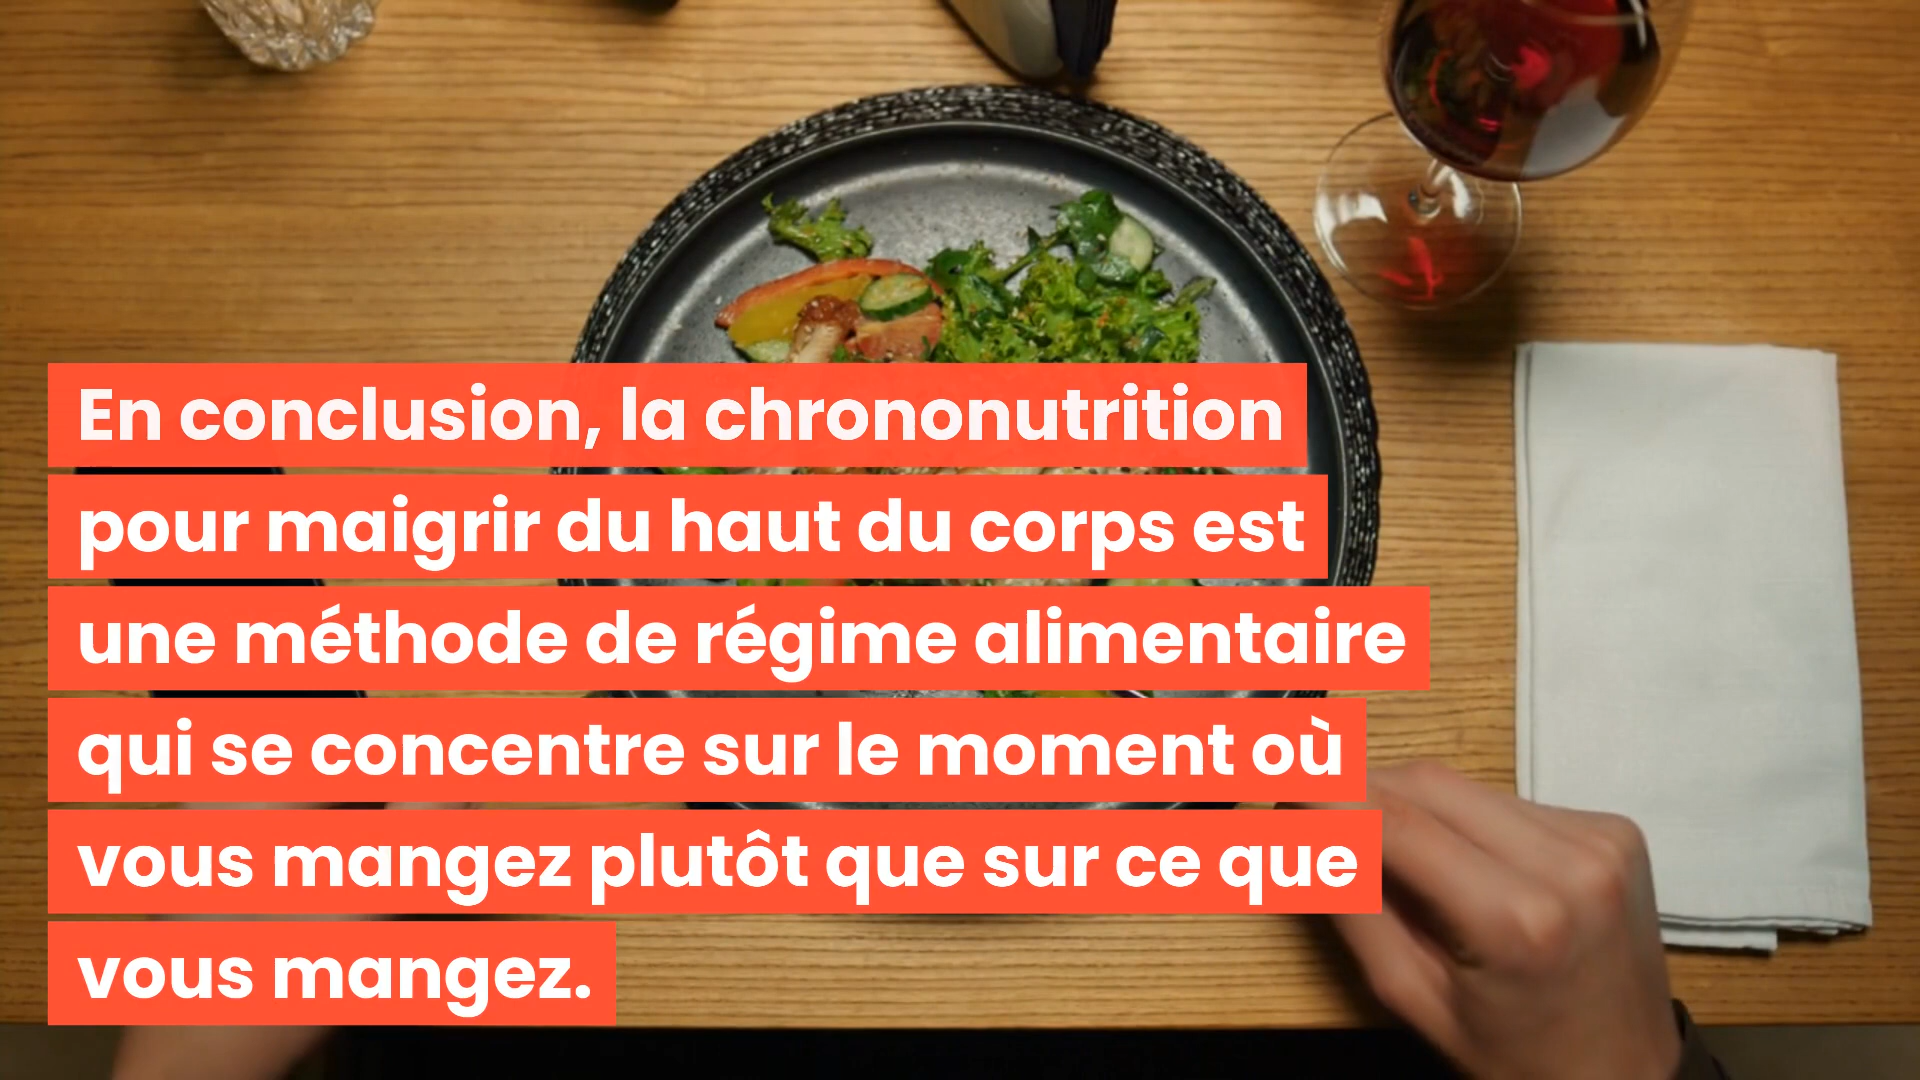 En conclusion, la chrononutrition
pour maigrir du haut du corps est
une méthode de régime alimentaire
qui se concentre sur le moment où
vous mangez plutôt que sur ce que
vous mangez.